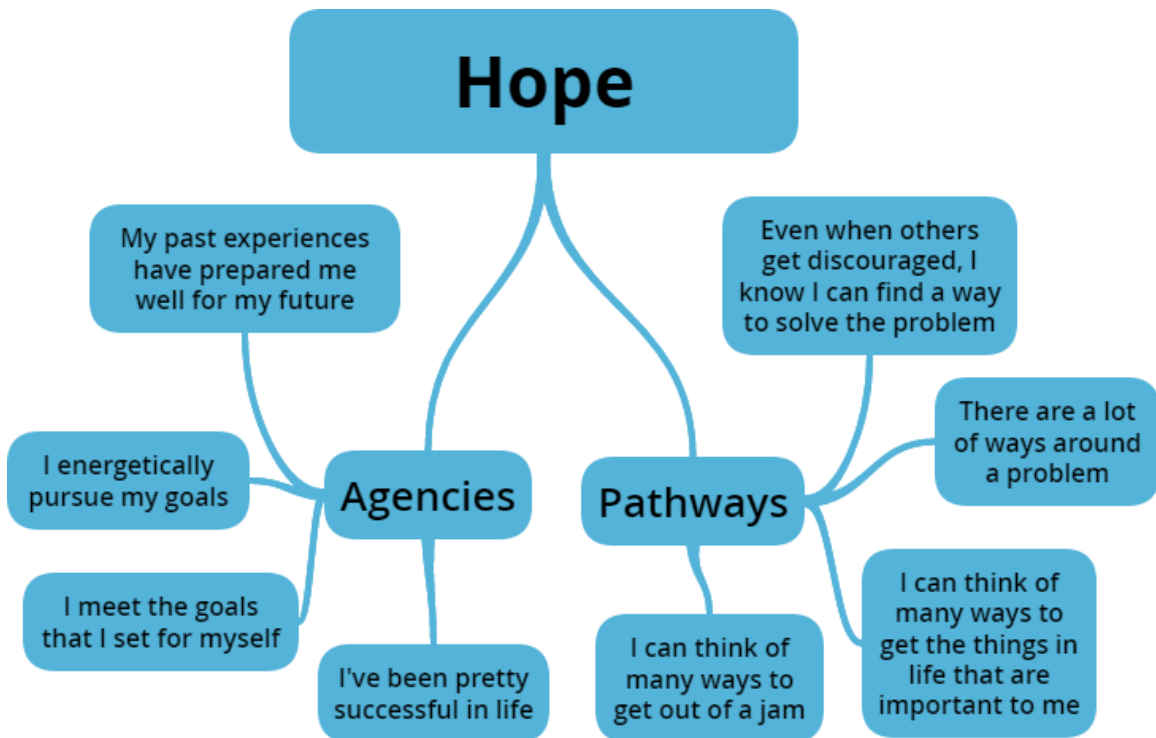 Hope
My past experiences
have prepared me
well for my future
I energetically
pursue my goals
I meet the goals
that I set for myself
Agencies
I've been pretty
successful in life
Pathways
Even when others
get discouraged, I
know I can find a way
to solve the problem
There are a lot
of ways around
a problem
I can think of
many ways to
get the things in
life that are
important to me
I can think of
many ways to
get out of a jam